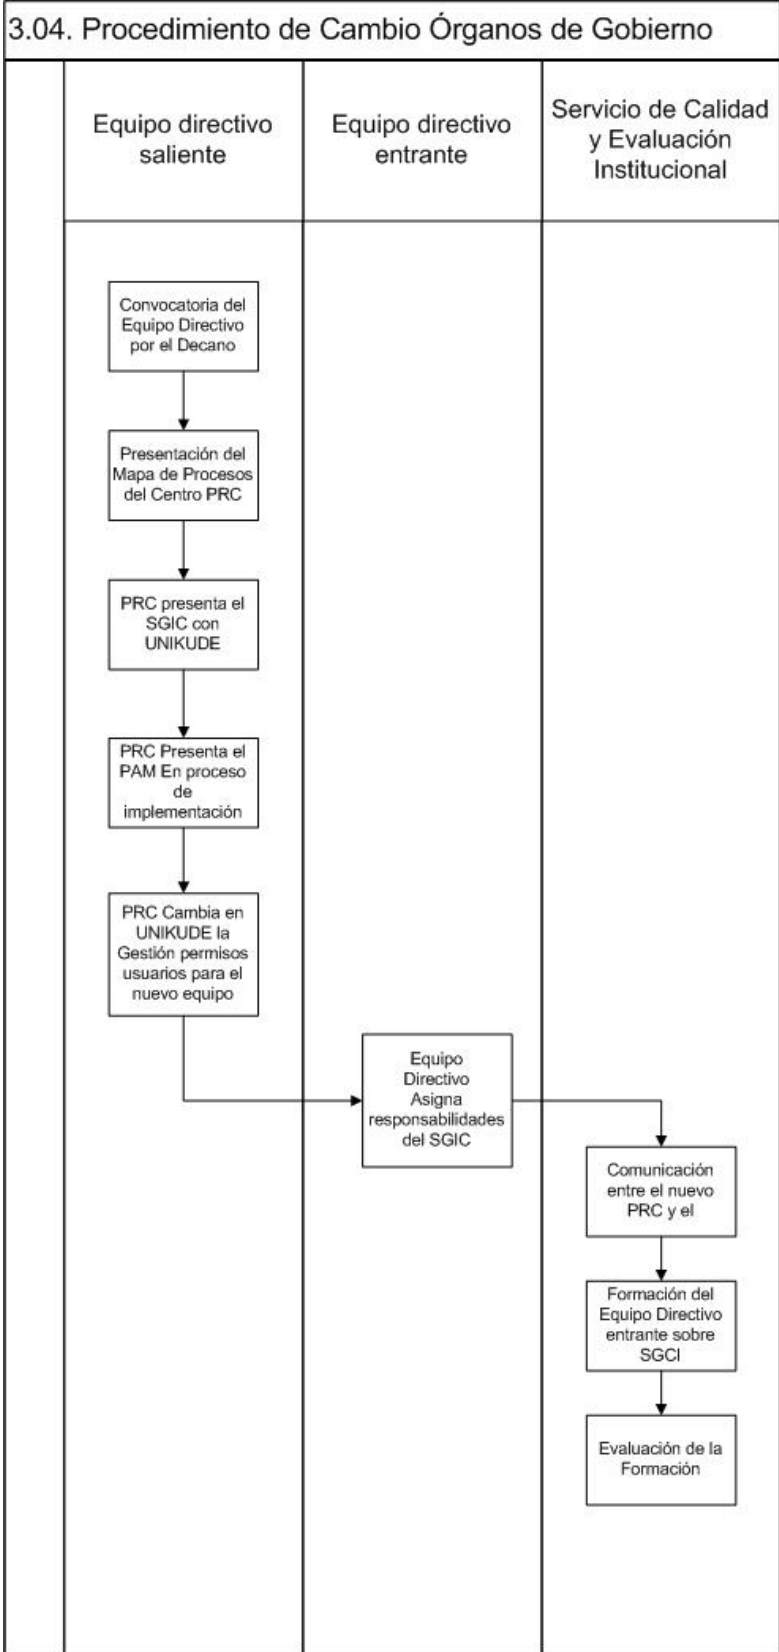 3.04. Procedimiento de Cambio Órganos de Gobierno
Equipo directivo
saliente
Equipo directivo
entrante
Servicio de Calidad
y Evaluación
Institucional
Convocatoria del
Equipo Directivo
por el Decano
Presentación del
Mapa de Procesos
del Centro PRC
PRC presenta el
SGIC con
UNIKUDE
PRC Presenta el
PAM En proceso
de
implementación
PRC Cambia en
UNIKUDE la
Gestión permisos
usuarios para el
nuevo equipo
Equipo
Directivo
Asigna
responsabilidades
del SGIC
Comunicación
entre el nuevo
PRC y el
Formación del
Equipo Directivo
entrante sobre
SGCI
Evaluación de la
Formación